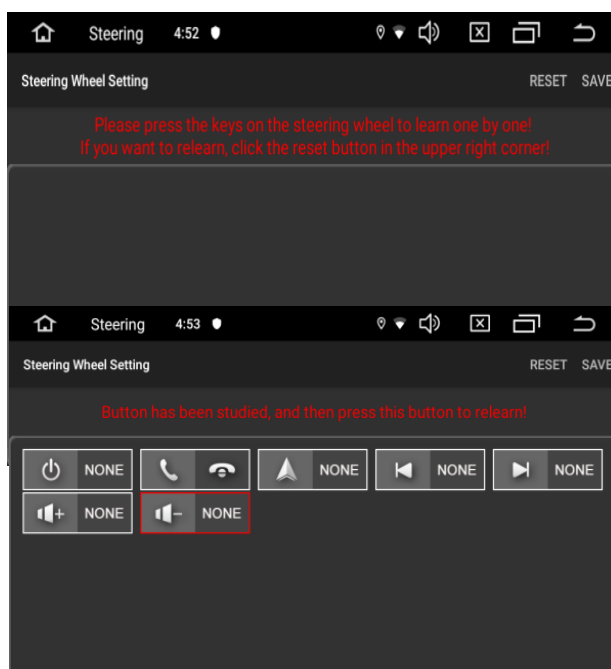 Steering 4:52
Steering Wheel Setting RESET SAVE
Please press the keys on the steering wheel to learn one by one!
If you want to relearn, click the reset button in the upper right corner!
Steering 4:53
Steering Wheel Setting RESET SAVE
Button has been studied, and then press this button to relearn!
NONE NONE NONE NONE
NONE NONE